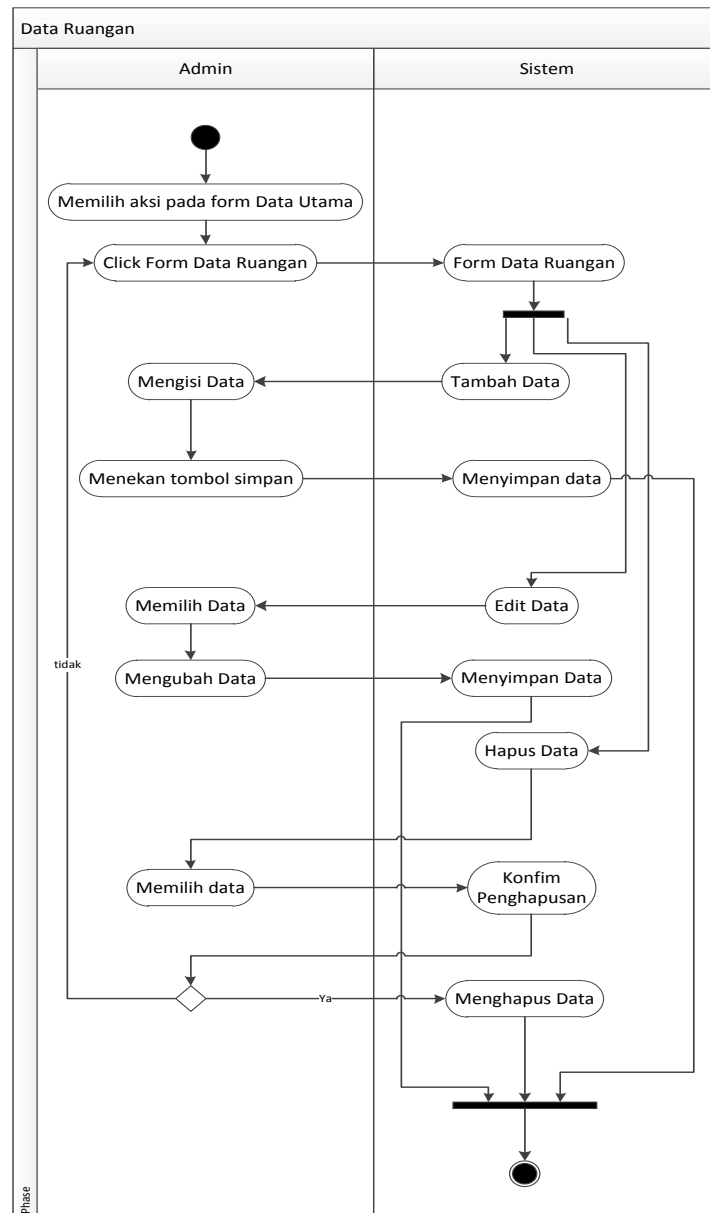 Data Ruangan
Admin
Sistem
Memilih aksi pada form Data Utama
Click Form Data Ruangan
Form Data Ruangan
Mengisi Data
Tambah Data
Menekan tombol simpan
Menyimpan data
Memilih Data
Edit Data
tidak
Mengubah Data
Menyimpan Data
Hapus Data
Memilih data
Konfim
Penghapusan
Ya
Menghapus Data
Phase